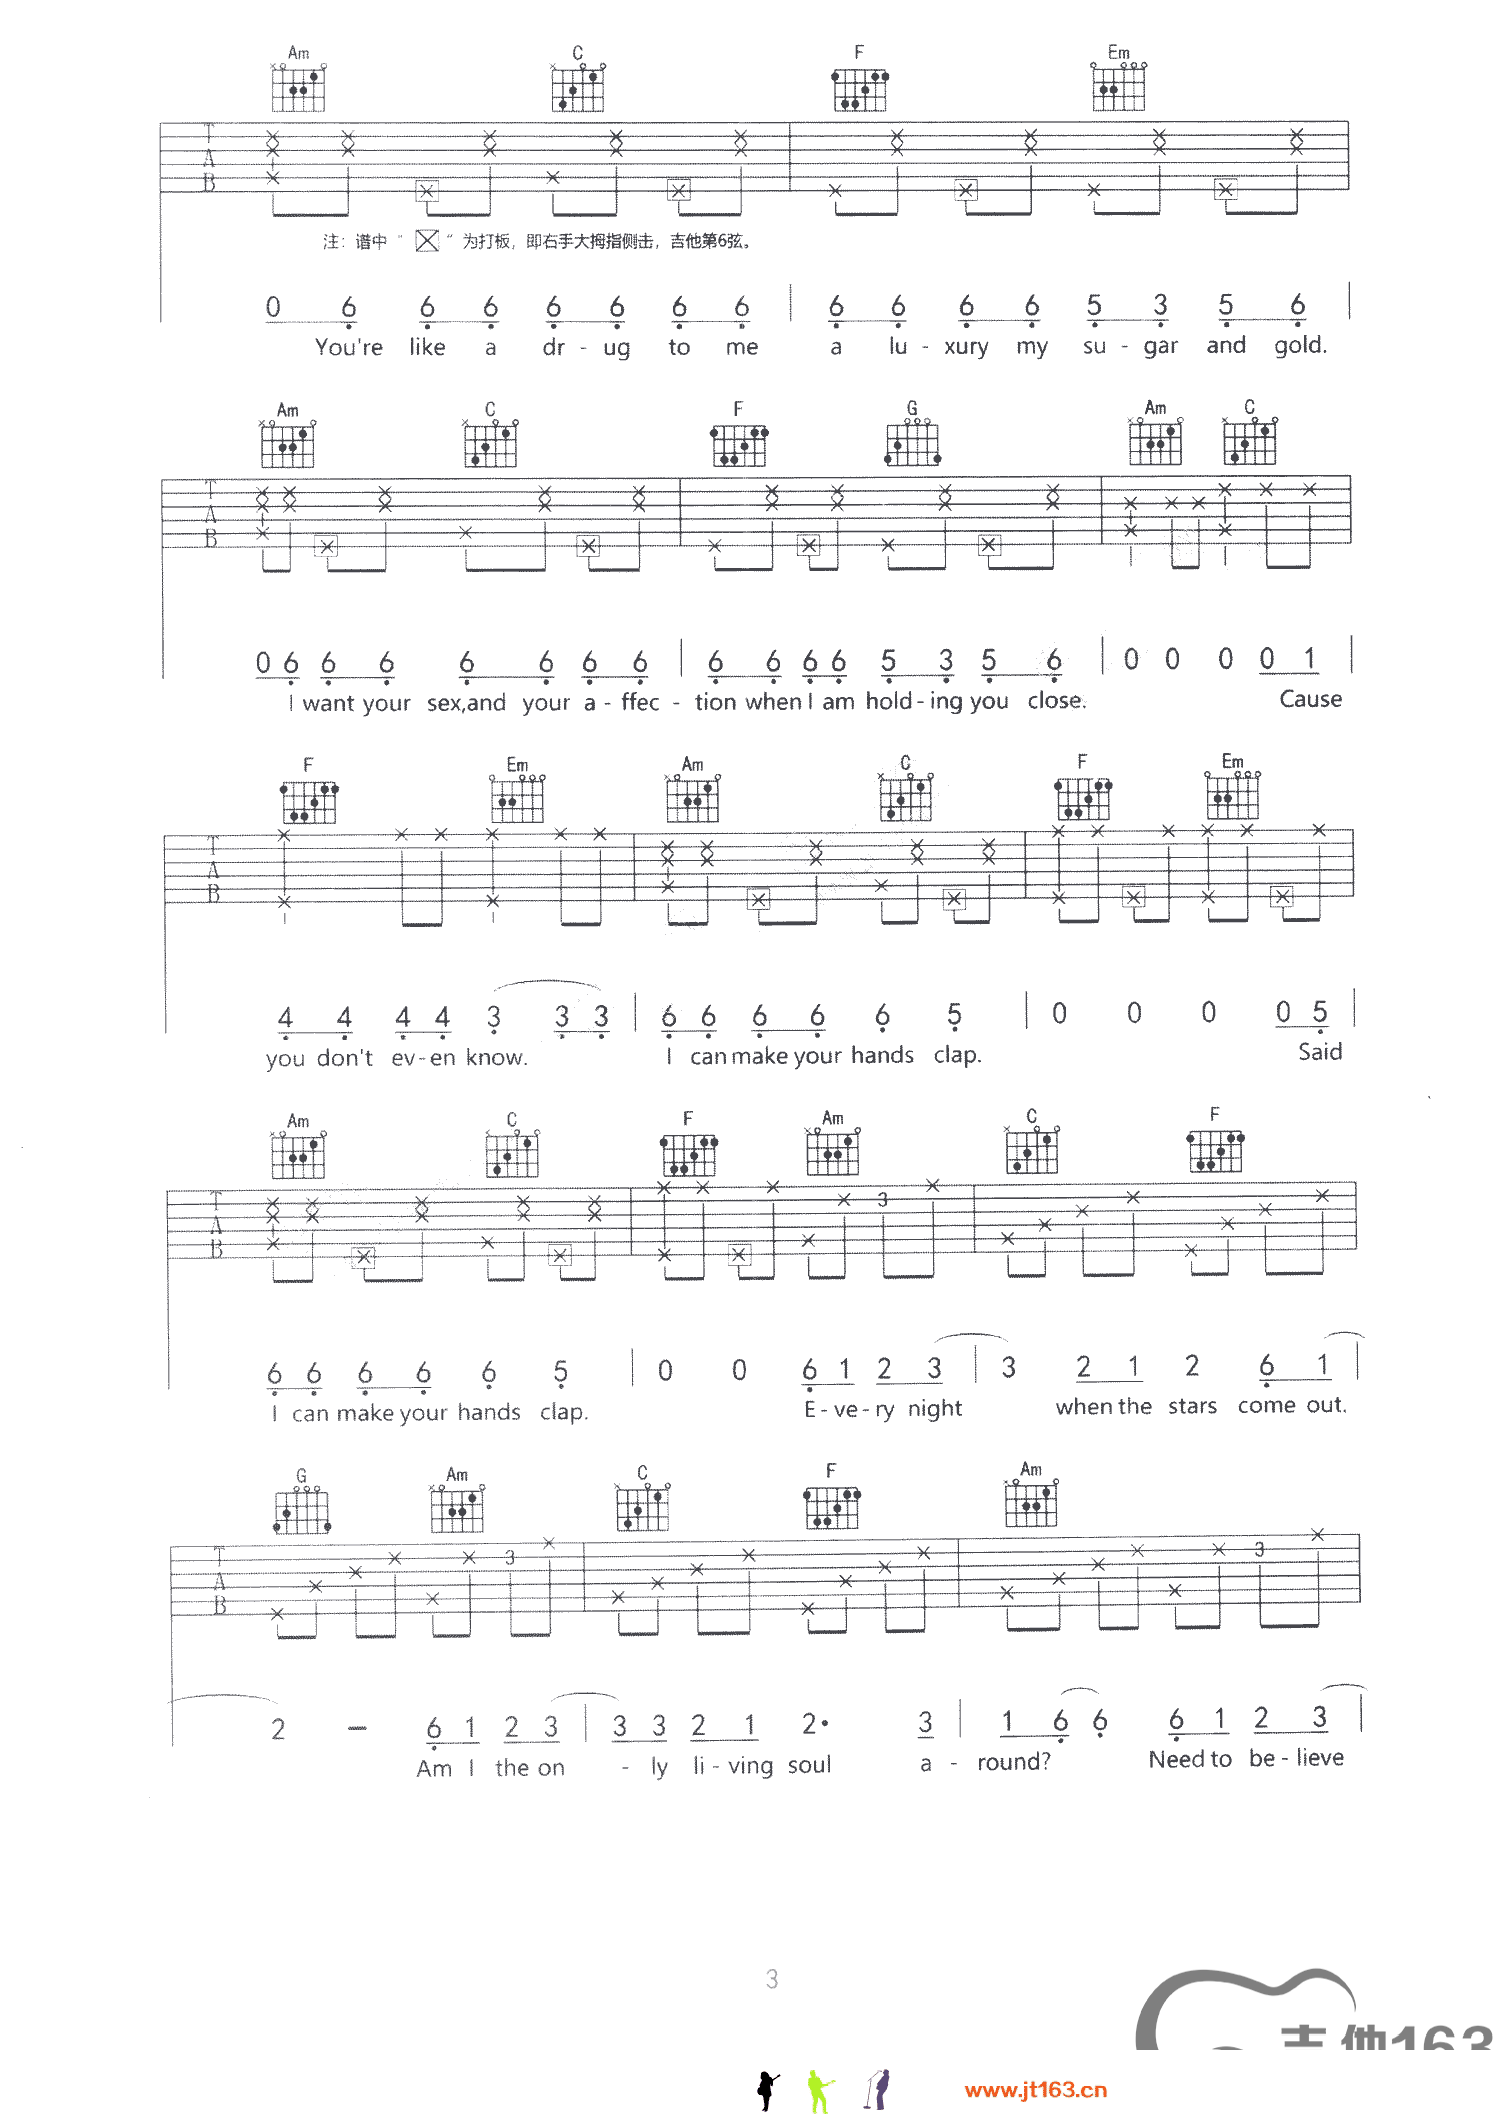 Am C F Em
T
A
B
注: 谱中 " " 为打板, 即右手大拇指侧击, 吉他第6弦。
0 6 6 6 6 6 6 6 | 6 6 6 6 5 3 5 6 |
You're like a dr - ug to me a lu - xury my su - gar and gold.
Am C F G Am C
T
A
B
0 6 6 6 6 6 6 6 | 6 6 6 6 5 3 5 6 | 0 0 0 0 1 |
I want your sex,and your a - ffec - tion when I am hold - ing you close. Cause
F Em Am C F Em
T
A
B
4 4 4 4 3 3 3 | 6 6 6 6 6 5 | 0 0 0 0 5 |
you don't ev - en know. I can make your hands clap. Said
Am C F Am C F
T
A
B
3
6 6 6 6 6 5 | 0 0 6 1 2 3 | 3 2 1 2 6 1 |
I can make your hands clap. E - ve - ry night when the stars come out.
G Am C F Am
T
A
B
3 3
2 – 6 1 2 3 | 3 3 2 1 2· 3 | 1 6 6 6 1 2 3 |
Am I the on - ly li - ving soul a - round? Need to be - lieve
3
吉他163
www.jt163.cn